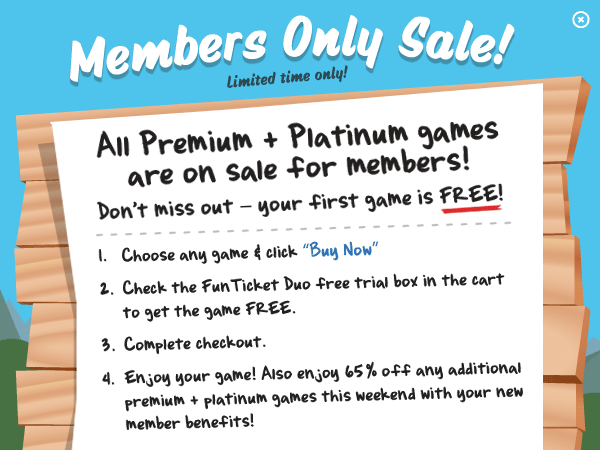 Members Only Sale!
Limited time only!
All Premium + Platinum games
are on sale for members!
Don't miss out – your first game is FREE!
1. Choose any game & click "Buy Now"
2. Check the FunTicket Duo free trial box in the cart
to get the game FREE.
3. Complete checkout.
4. Enjoy your game! Also enjoy 65% off any additional
premium + platinum games this weekend with your new
member benefits!